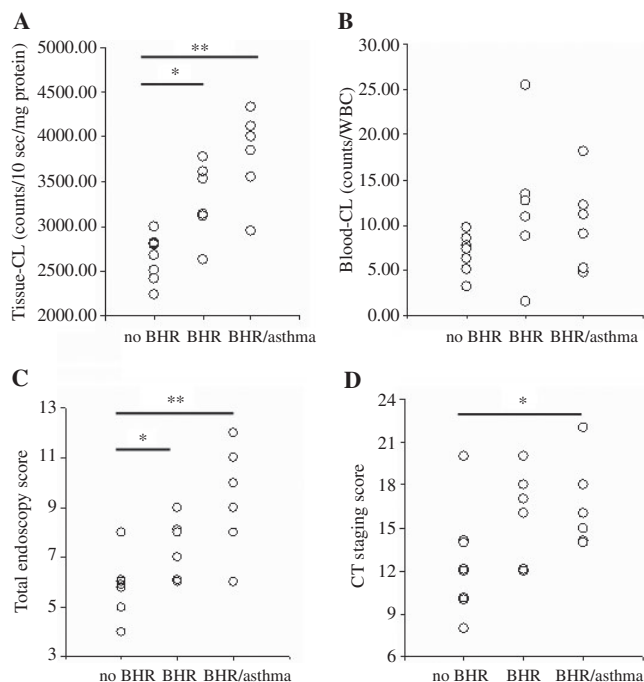 A
Tissue-CL (counts/10 sec/mg protein)
5000.00
4500.00
4000.00
3500.00
3000.00
2500.00
2000.00
**
*
no BHR BHR BHR/asthma
B
Blood-CL (counts/WBC)
30.00
25.00
20.00
15.00
10.00
5.00
0.00
no BHR BHR BHR/asthma
C
Total endoscopy score
13
11
9
7
5
3
**
*
no BHR BHR BHR/asthma
D
CT staging score
24
21
18
15
12
9
6
*
no BHR BHR BHR/asthma